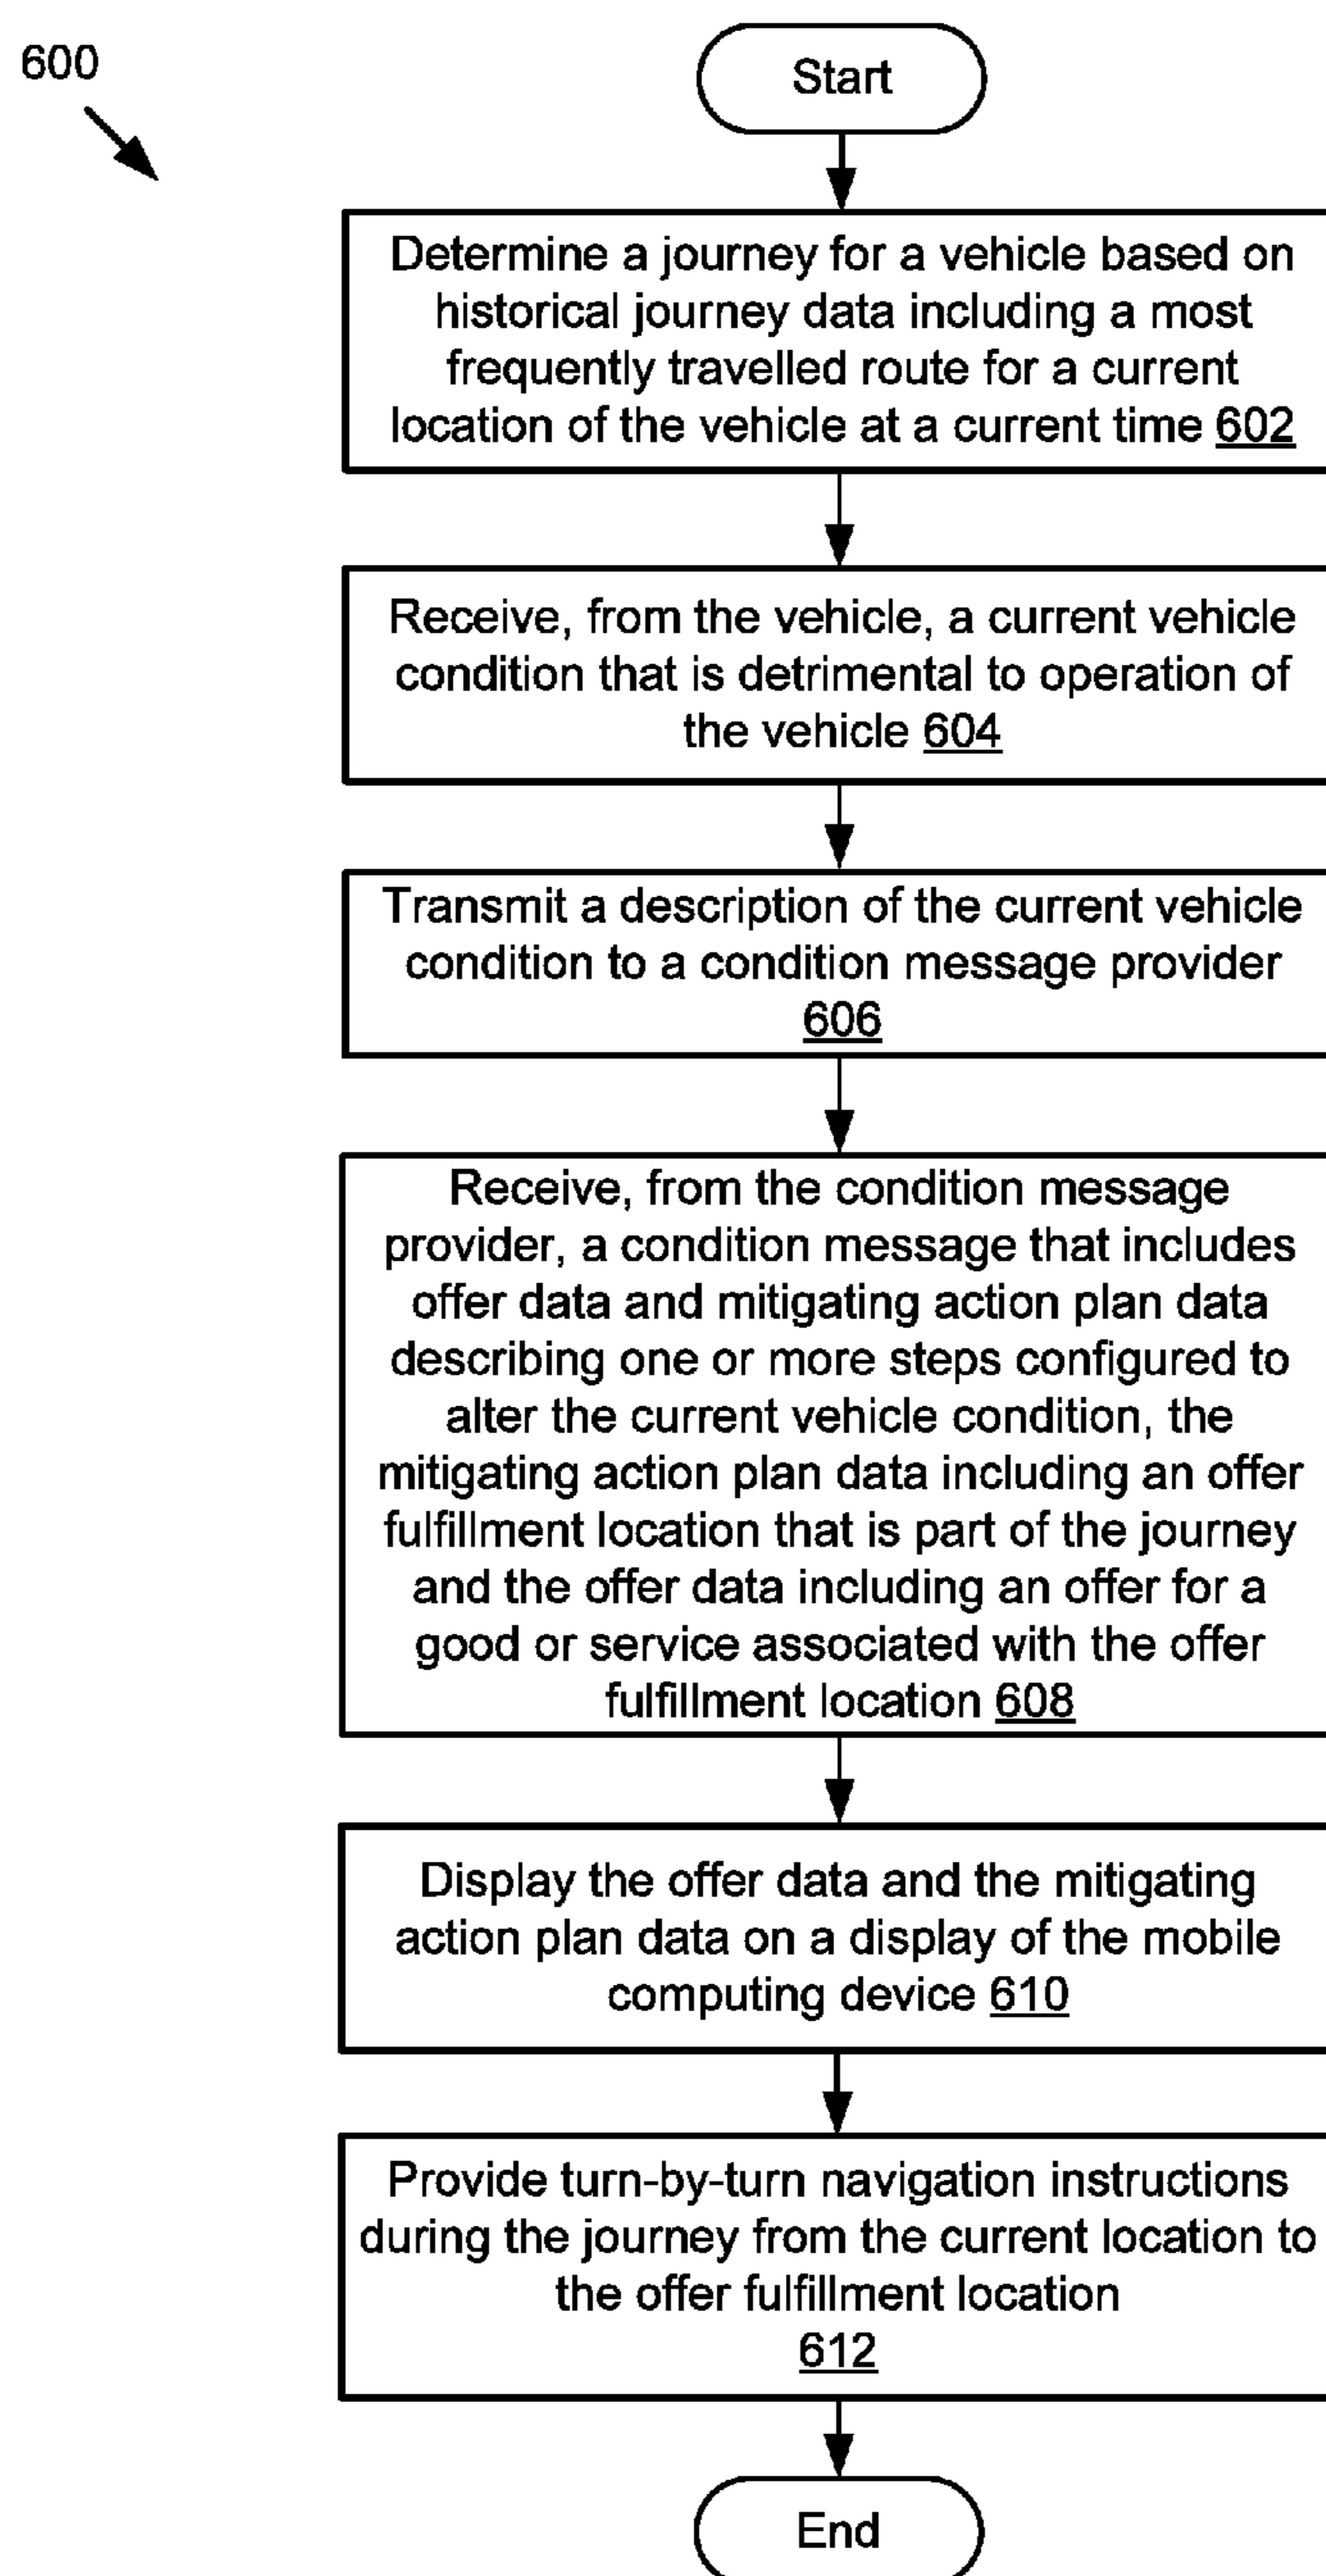 600
Start
Determine a journey for a vehicle based on
historical journey data including a most
frequently travelled route for a current
location of the vehicle at a current time 602
Receive, from the vehicle, a current vehicle
condition that is detrimental to operation of
the vehicle 604
Transmit a description of the current vehicle
condition to a condition message provider
606
Receive, from the condition message
provider, a condition message that includes
offer data and mitigating action plan data
describing one or more steps configured to
alter the current vehicle condition, the
mitigating action plan data including an offer
fulfillment location that is part of the journey
and the offer data including an offer for a
good or service associated with the offer
fulfillment location 608
Display the offer data and the mitigating
action plan data on a display of the mobile
computing device 610
Provide turn-by-turn navigation instructions
during the journey from the current location to
the offer fulfillment location
612
End